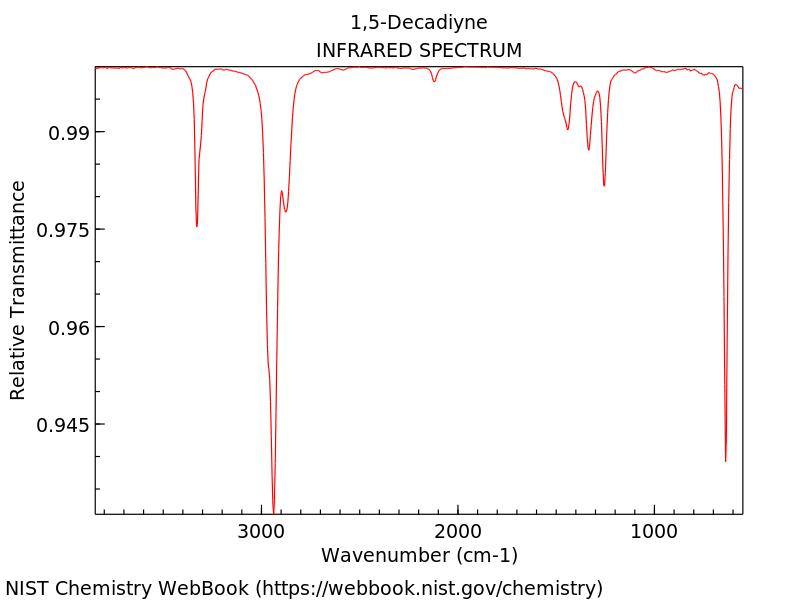 1,5-Decadiyne
INFRARED SPECTRUM
0.99
0.975
0.96
0.945
Relative Transmittance
3000 2000 1000
Wavenumber (cm-1)
NIST Chemistry WebBook (https://webbook.nist.gov/chemistry)